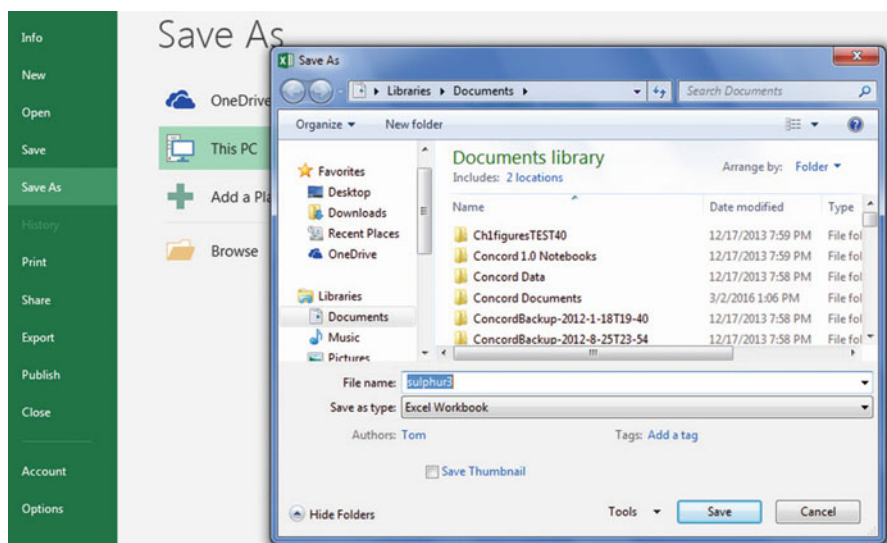 Info
New
Open
Save
Save As
History
Print
Share
Export
Publish
Close
Account
Options
Save As
OneDrive
This PC
Add a Pla
Browse
Save As
Libraries Documents
Search Documents
Organize New folder
Favorites
Desktop
Downloads
Recent Places
OneDrive
Libraries
Documents
Music
Pictures
Documents library
Includes: 2 locations
Arrange by: Folder
Name Date modified Type
Ch1figuresTEST40 12/17/2013 7:59 PM File fol
Concord 1.0 Notebooks 12/17/2013 7:59 PM File fol
Concord Data 12/17/2013 7:58 PM File fol
Concord Documents 3/2/2016 1:06 PM File fol
ConcordBackup-2012-1-18T19-40 12/17/2013 7:58 PM File fol
ConcordBackup-2012-8-25T23-54 12/17/2013 7:58 PM File fol
File name: sulphur3
Save as type: Excel Workbook
Authors: Tom Tags: Add a tag
Save Thumbnail
Hide Folders Tools Save Cancel